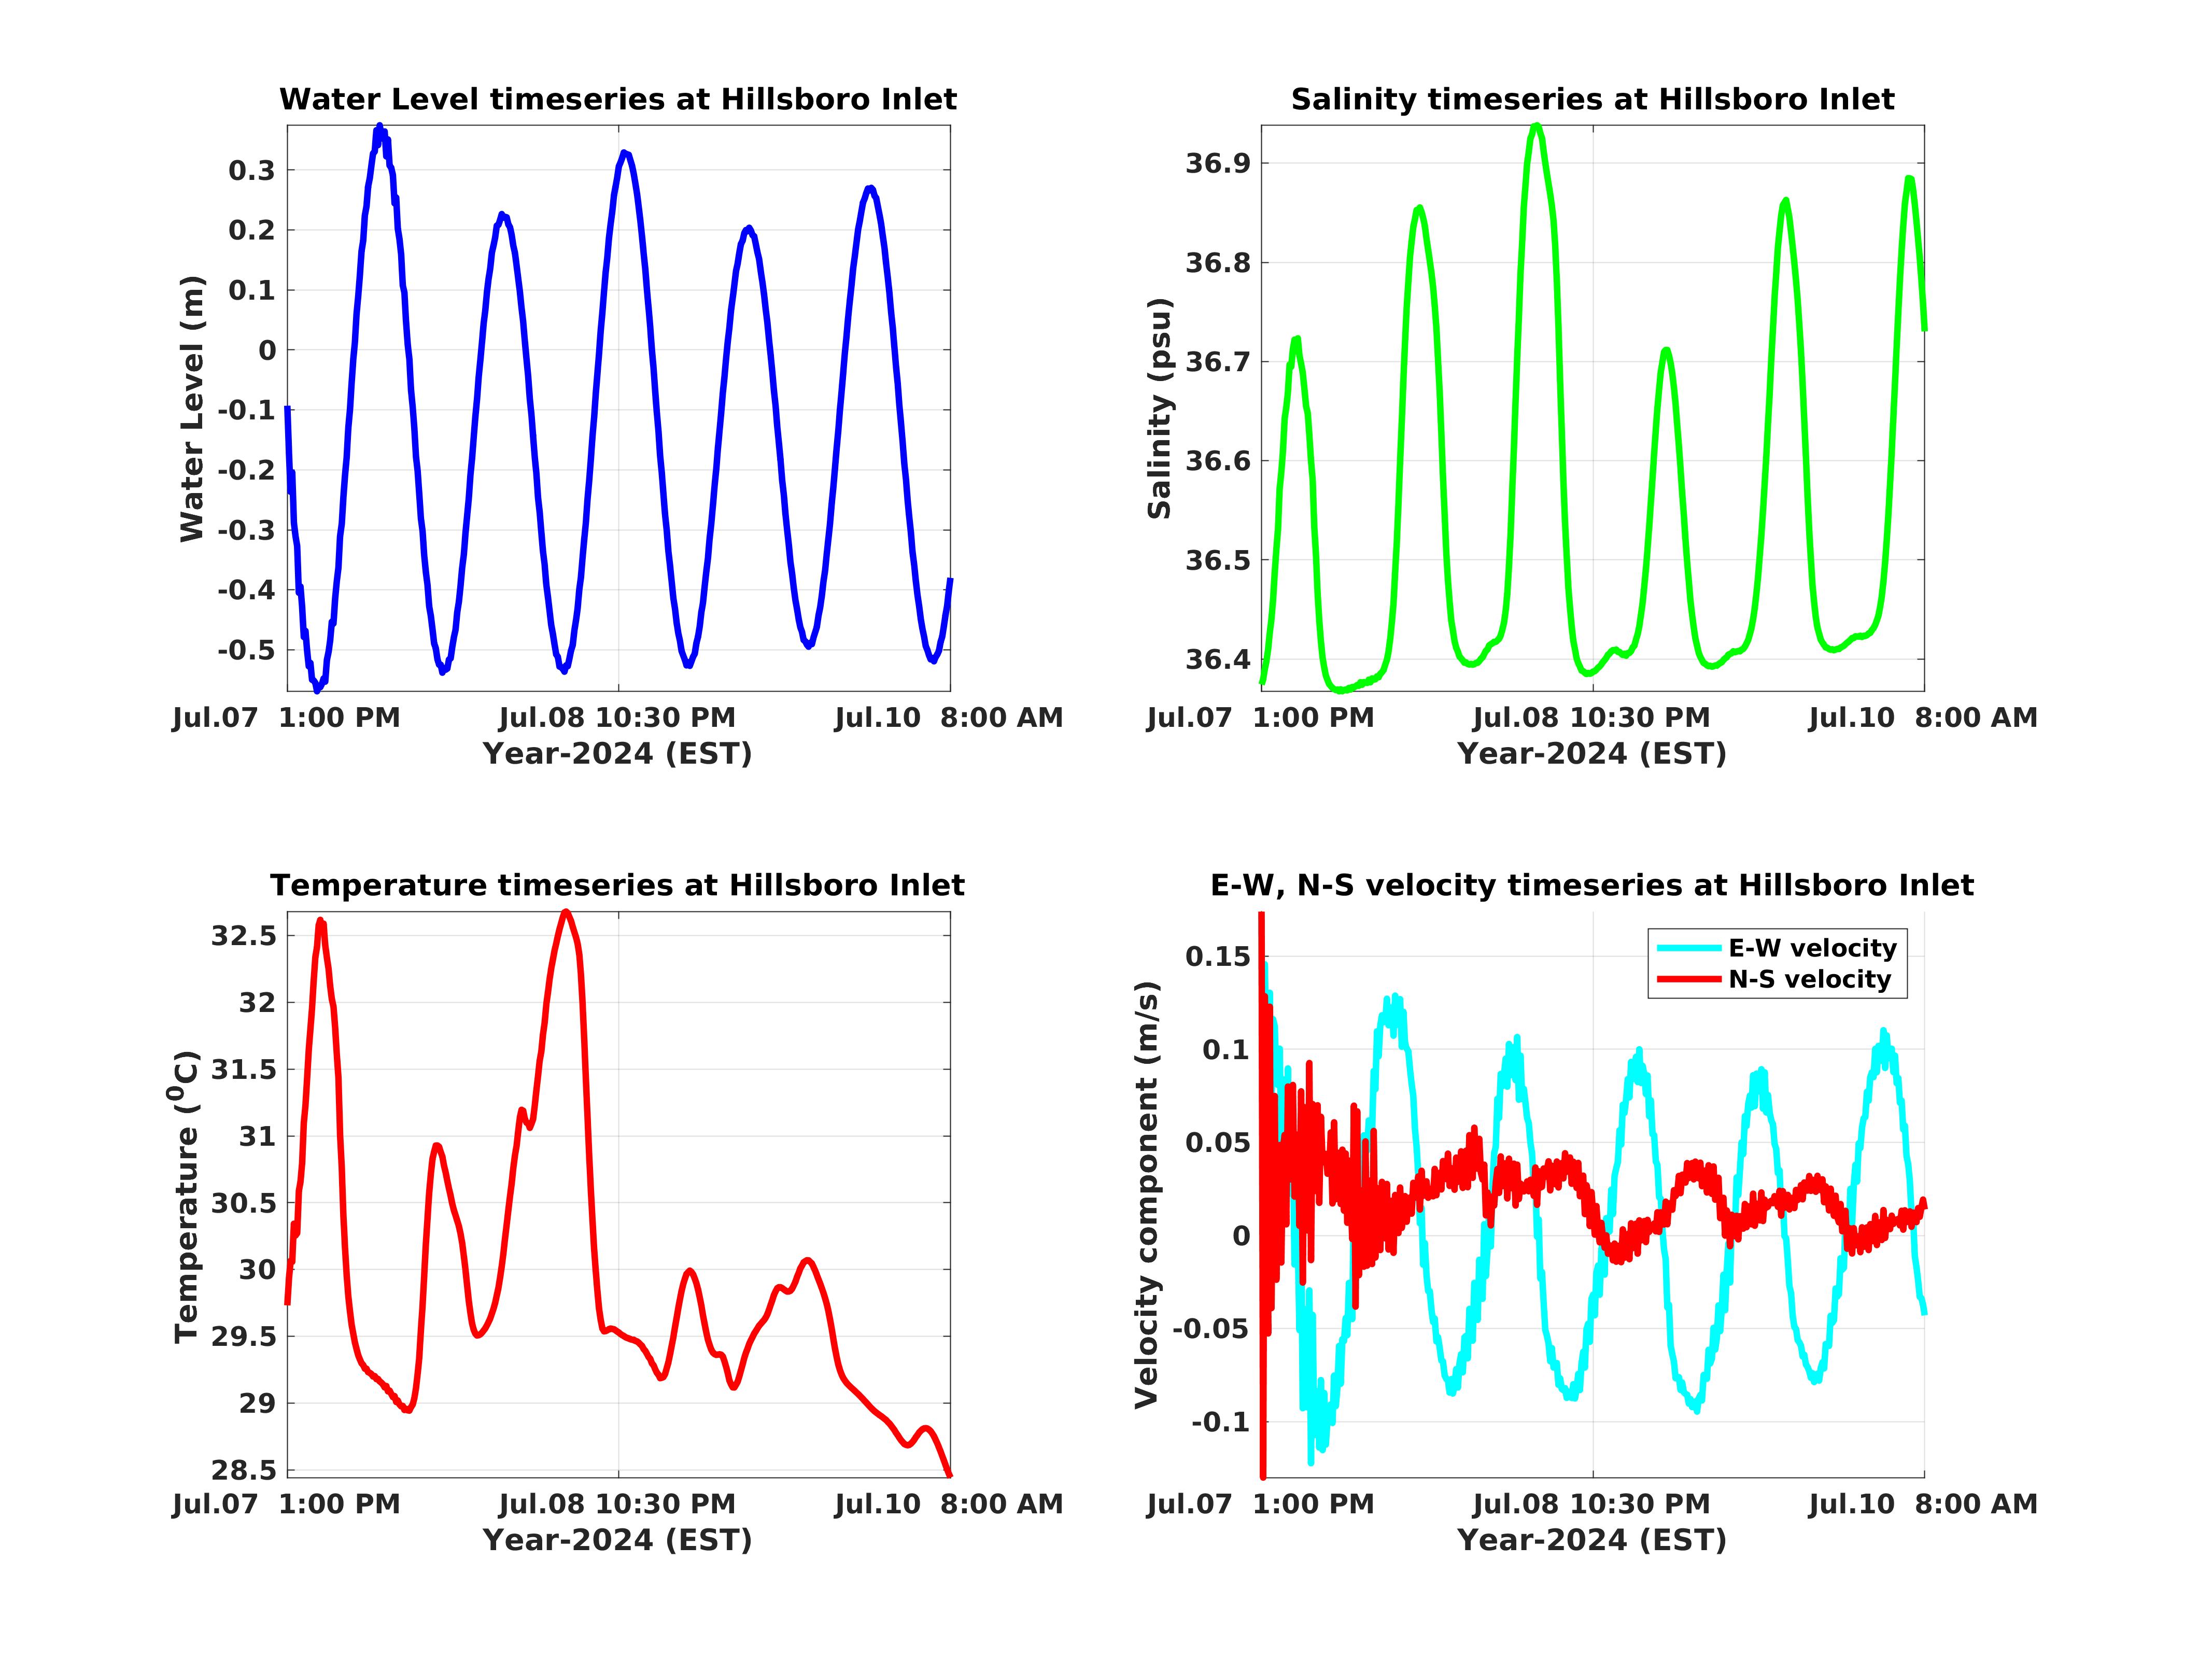 Water Level timeseries at Hillsboro Inlet
Water Level (m)
0.3
0.2
0.1
0
-0.1
-0.2
-0.3
-0.4
-0.5
Jul.07 1:00 PM
Jul.08 10:30 PM
Jul.10 8:00 AM
Year-2024 (EST)
Salinity timeseries at Hillsboro Inlet
Salinity (psu)
36.9
36.8
36.7
36.6
36.5
36.4
Jul.07 1:00 PM
Jul.08 10:30 PM
Jul.10 8:00 AM
Year-2024 (EST)
Temperature timeseries at Hillsboro Inlet
Temperature (⁰C)
32.5
32
31.5
31
30.5
30
29.5
29
28.5
Jul.07 1:00 PM
Jul.08 10:30 PM
Jul.10 8:00 AM
Year-2024 (EST)
E-W, N-S velocity timeseries at Hillsboro Inlet
Velocity component (m/s)
0.15
0.1
0.05
0
-0.05
-0.1
E-W velocity
N-S velocity
Jul.07 1:00 PM
Jul.08 10:30 PM
Jul.10 8:00 AM
Year-2024 (EST)